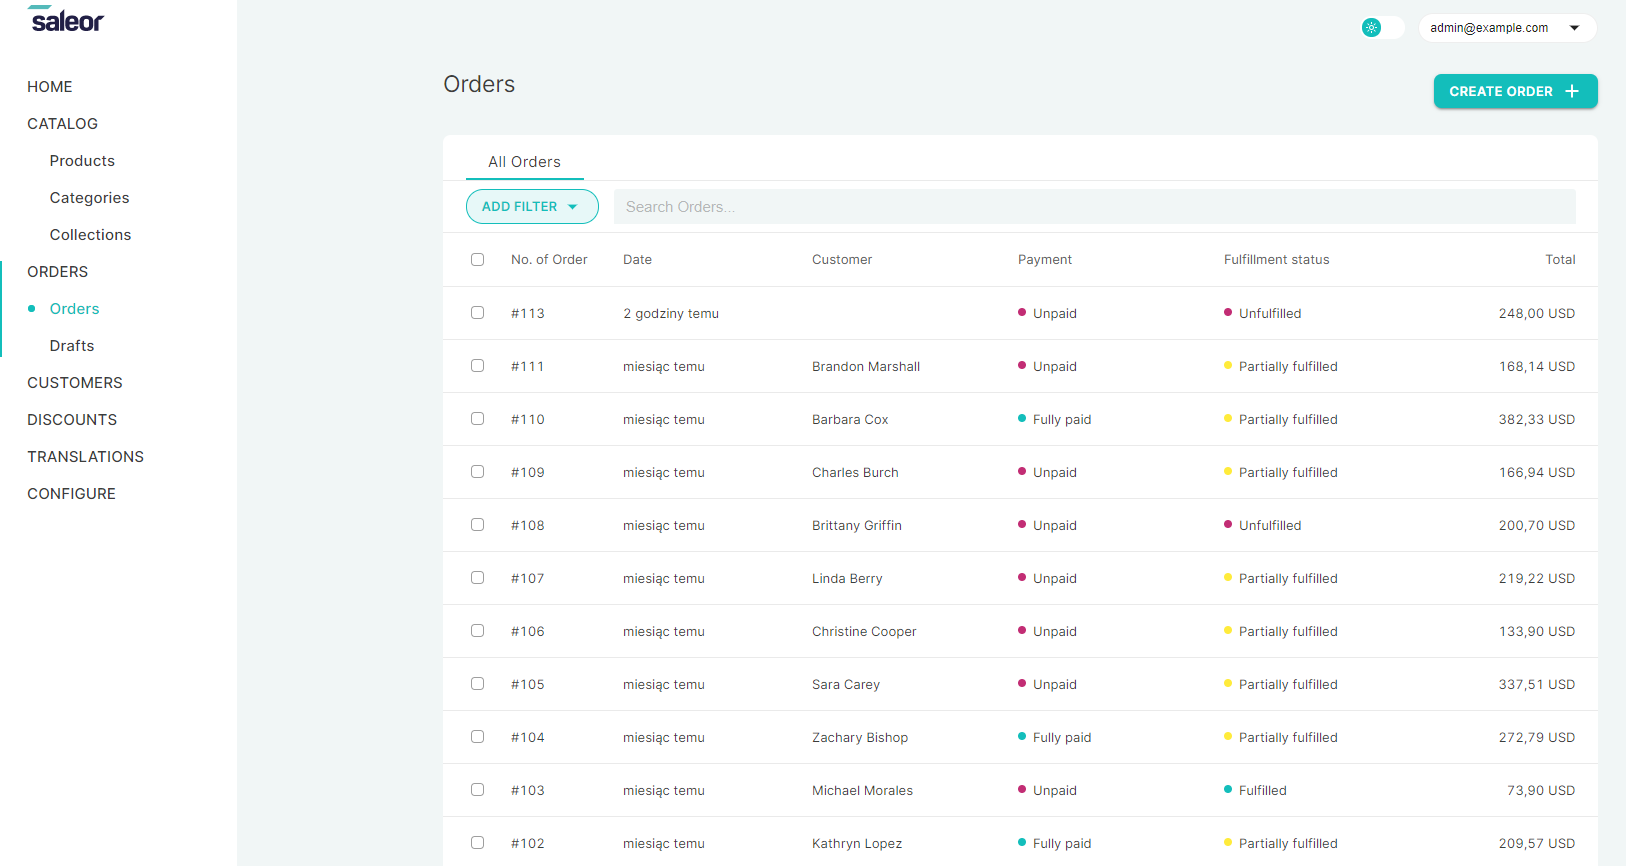 saleor
admin@example.com
HOME
CATALOG
Products
Categories
Collections
ORDERS
Orders
Drafts
CUSTOMERS
DISCOUNTS
TRANSLATIONS
CONFIGURE
Orders
CREATE ORDER
All Orders
ADD FILTER Search Orders...
No. of Order Date Customer Payment Fulfillment status Total
#113 2 godziny temu Unpaid Unfulfilled 248,00 USD
#111 miesiąc temu Brandon Marshall Unpaid Partially fulfilled 168,14 USD
#110 miesiąc temu Barbara Cox Fully paid Partially fulfilled 382,33 USD
#109 miesiąc temu Charles Burch Unpaid Partially fulfilled 166,94 USD
#108 miesiąc temu Brittany Griffin Unpaid Unfulfilled 200,70 USD
#107 miesiąc temu Linda Berry Unpaid Partially fulfilled 219,22 USD
#106 miesiąc temu Christine Cooper Unpaid Partially fulfilled 133,90 USD
#105 miesiąc temu Sara Carey Unpaid Partially fulfilled 337,51 USD
#104 miesiąc temu Zachary Bishop Fully paid Partially fulfilled 272,79 USD
#103 miesiąc temu Michael Morales Unpaid Fulfilled 73,90 USD
#102 miesiąc temu Kathryn Lopez Fully paid Partially fulfilled 209,57 USD